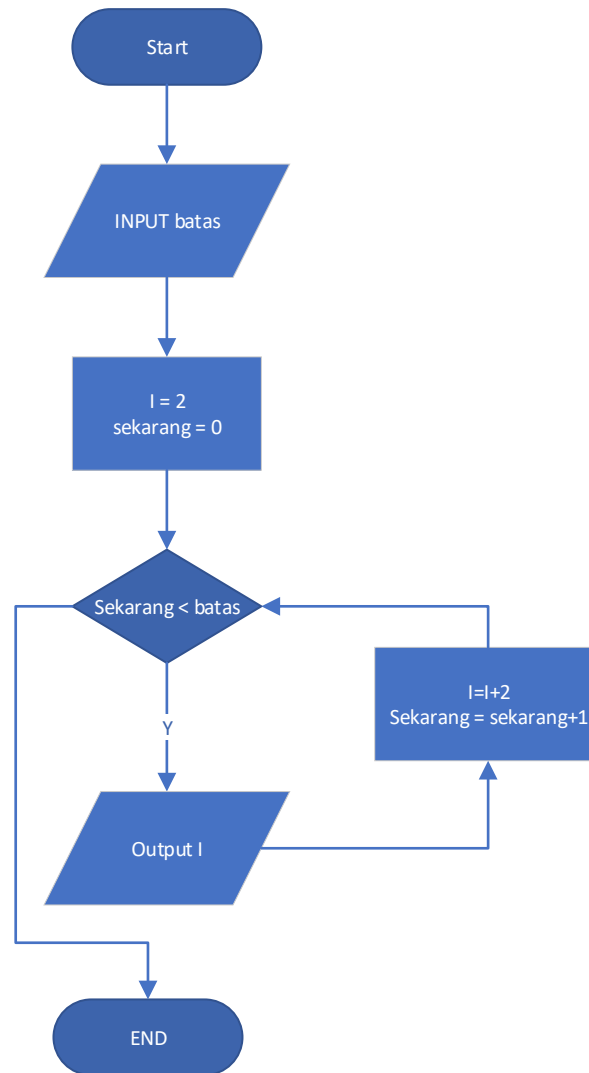 Start
INPUT batas
I = 2
sekarang = 0
Sekarang < batas
Y
Output I
I=I+2
Sekarang = sekarang+1
END